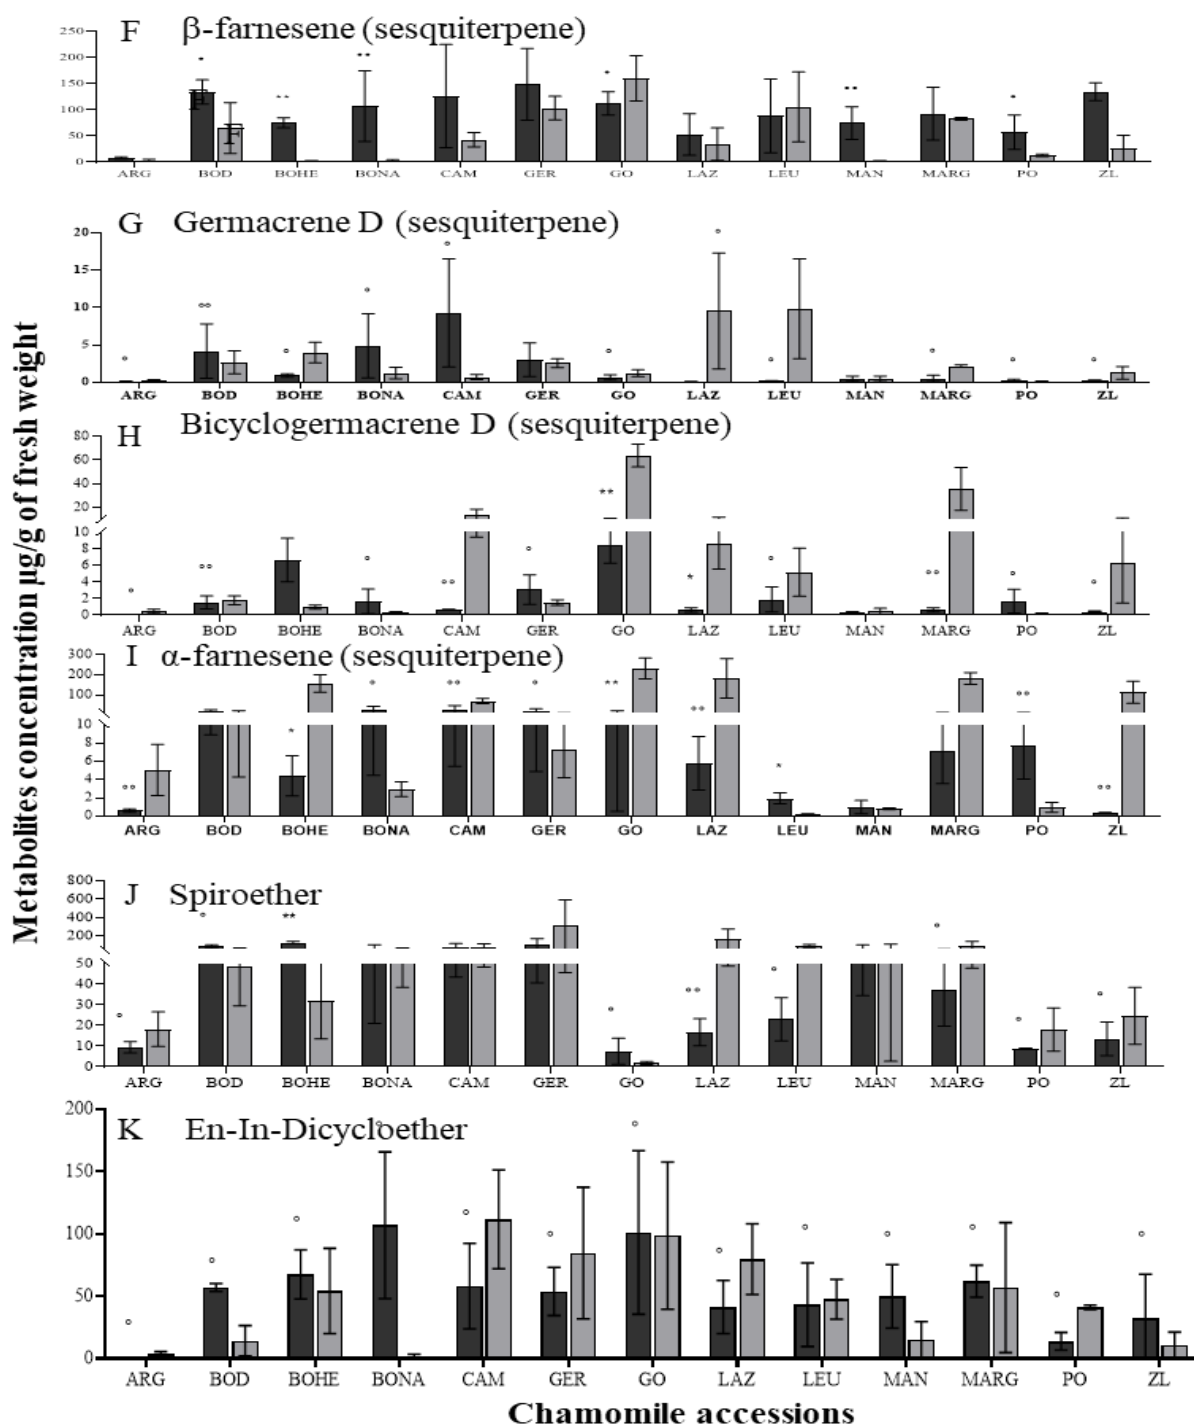 Metabolites concentration µg/g of fresh weight
F β-farnesene (sesquiterpene)
250
200
150
100
50
0
* ** ** * ** *
ARG BOD BOHE BONA CAM GER GO LAZ LEU MAN MARG PO ZL
G Germacrene D (sesquiterpene)
20
15
10
5
0
° °° ° ° ° ° ° ° ° ° °
ARG BOD BOHE BONA CAM GER GO LAZ LEU MAN MARG PO ZL
H Bicyclogermacrene D (sesquiterpene)
80
60
40
20
10
8
6
4
2
0
° °° ° °° ° ** * ° °° ° °
ARG BOD BOHE BONA CAM GER GO LAZ LEU MAN MARG PO ZL
I α-farnesene (sesquiterpene)
300
200
100
10
8
6
4
2
0
°° * ° °° ° ** °° * °° °°
ARG BOD BOHE BONA CAM GER GO LAZ LEU MAN MARG PO ZL
J Spiroether
800
600
400
200
50
40
30
20
10
0
° ° ** ° °° ° ° ° °
ARG BOD BOHE BONA CAM GER GO LAZ LEU MAN MARG PO ZL
K En-In-Dicycloether
200
150
100
50
0
° ° ° ° ° ° ° ° ° ° ° ° °
ARG BOD BOHE BONA CAM GER GO LAZ LEU MAN MARG PO ZL
Chamomile accessions